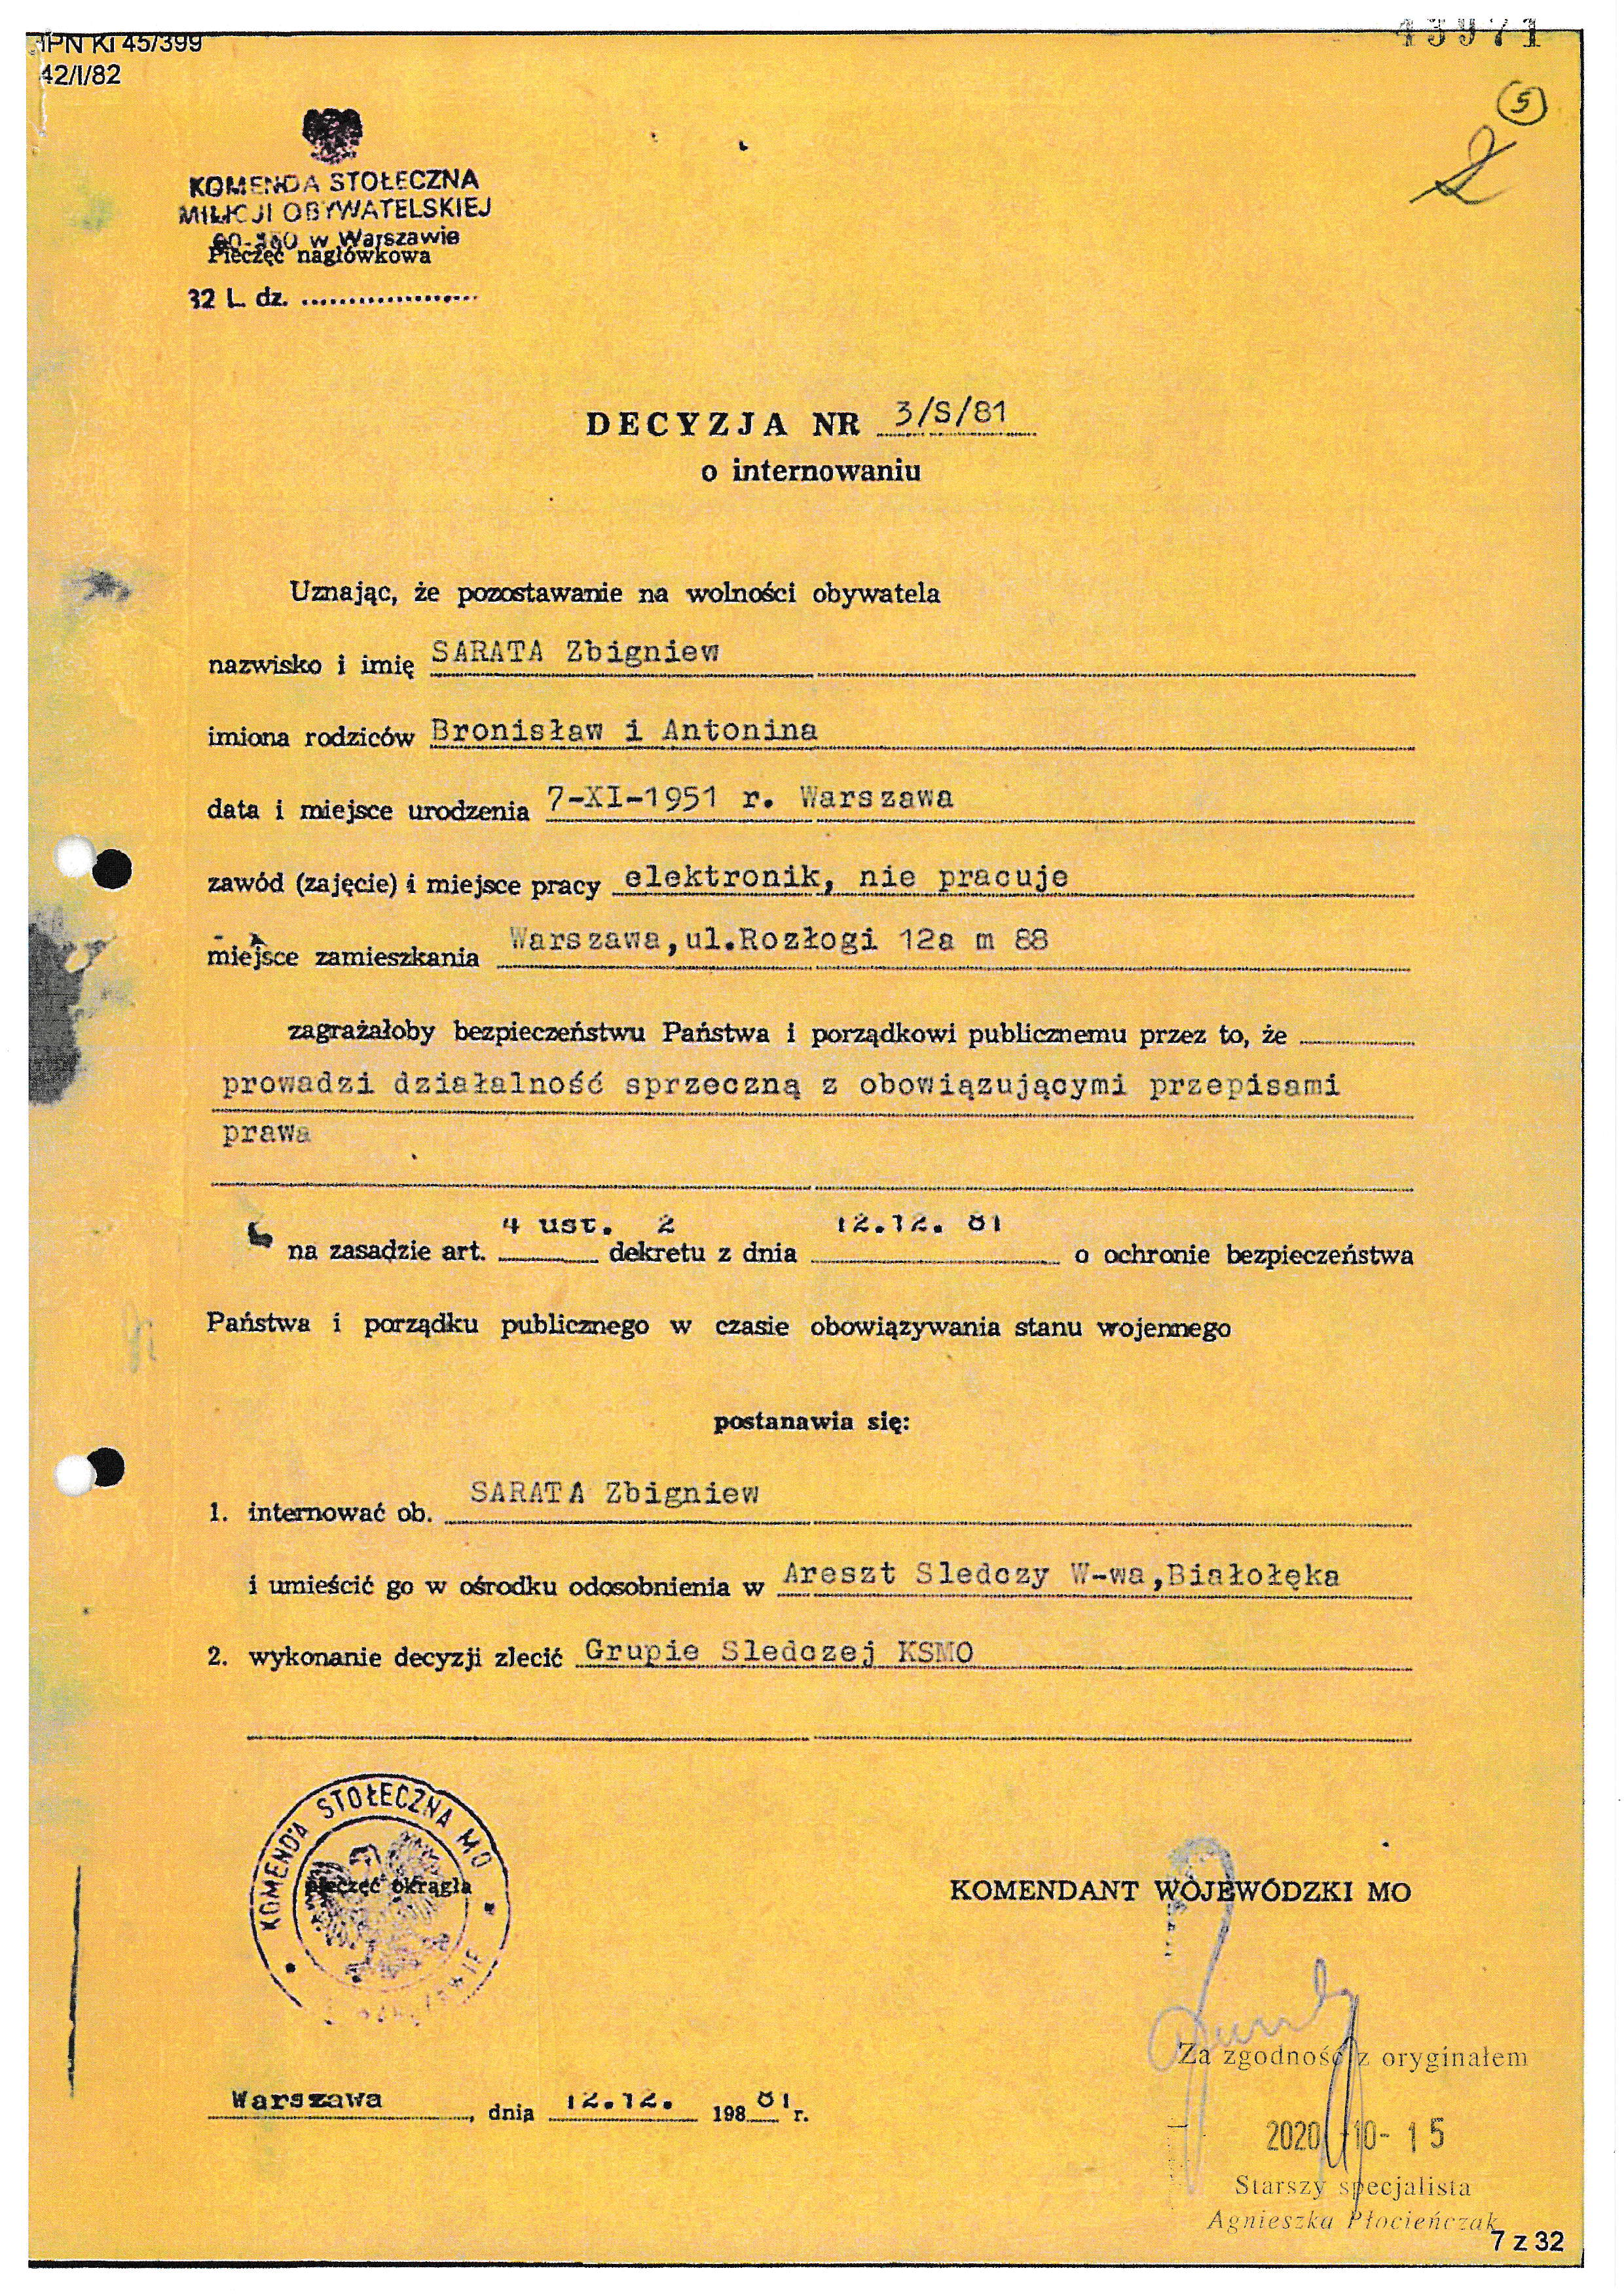 IPN Ki 45/399
42/I/82
43971
5
2
KOMENDA STOŁECZNA
MILICJI OBYWATELSKIEJ
w Warszawie
Pieczęć nagłówkowa
32 L. dz. ....................
DECYZJA NR 3/S/81
o internowaniu
Uznając, że pozostawanie na wolności obywatela
nazwisko i imię SARATA Zbigniew
imiona rodziców Bronisław i Antonina
data i miejsce urodzenia 7-XI-1951 r. Warszawa
zawód (zajęcie) i miejsce pracy elektronik, nie pracuje
miejsce zamieszkania Warszawa,ul.Rozłogi 12a m 88
zagrażałoby bezpieczeństwu Państwa i porządkowi publicznemu przez to, że
prowadzi działalność sprzeczną z obowiązującymi przepisami
prawa
na zasadzie art. 4 ust. 2 dekretu z dnia 12.12. 81 o ochronie bezpieczeństwa
Państwa i porządku publicznego w czasie obowiązywania stanu wojennego
postanawia się:
1. internować ob. SARATA Zbigniew
i umieścić go w ośrodku odosobnienia w Areszt Sledczy W-wa,Białołęka
2. wykonanie decyzji zlecić Grupie Sledczej KSMO
KOMENDA STOŁECZNA MO
pieczęć okrągła
KOMENDANT WOJEWÓDZKI MO
Za zgodność z oryginałem
Warszawa, dnia 12.12. 198 81 r.
2020 -10- 15
Starszy specjalista
Agnieszka Płocieńczak
7 z 32